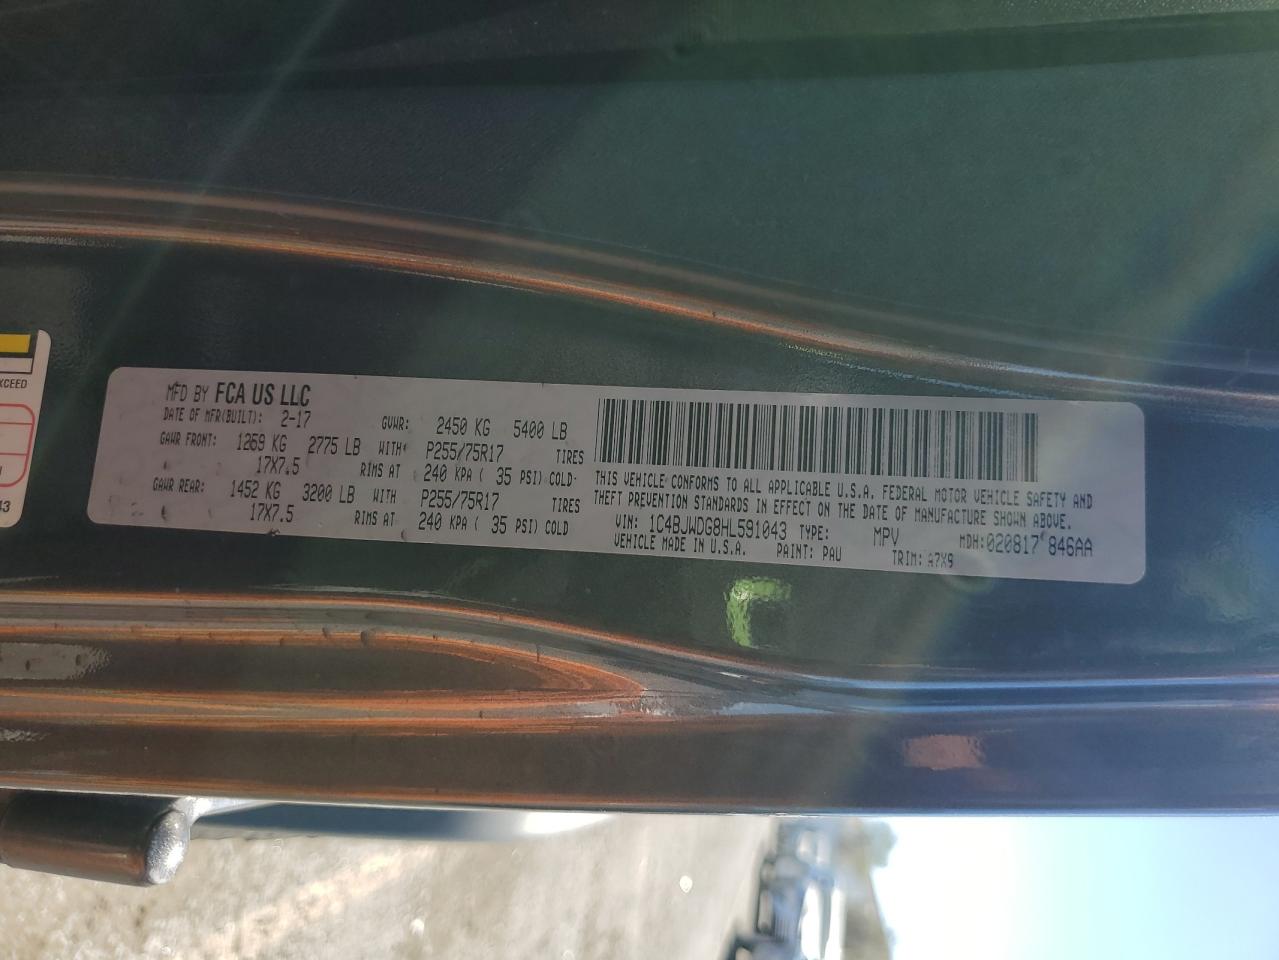 MFD BY FCA US LLC
DATE OF MFR(BUILT): 2-17 GVWR: 2450 KG 5400 LB
GAWR FRONT: 1259 KG 2775 LB WITH P255/75R17 TIRES
17X7.5 RIMS AT 240 KPA ( 35 PSI) COLD
GAWR REAR: 1452 KG 3200 LB WITH P255/75R17 TIRES
17X7.5 RIMS AT 240 KPA ( 35 PSI) COLD
THIS VEHICLE CONFORMS TO ALL APPLICABLE U.S.A. FEDERAL MOTOR VEHICLE SAFETY AND
THEFT PREVENTION STANDARDS IN EFFECT ON THE DATE OF MANUFACTURE SHOWN ABOVE.
VIN: 1C4BJWDG8HL591043 TYPE: MPV MDH:020817 846AA
VEHICLE MADE IN U.S.A. PAINT: PAU TRIM: A7X9
XCEED
43